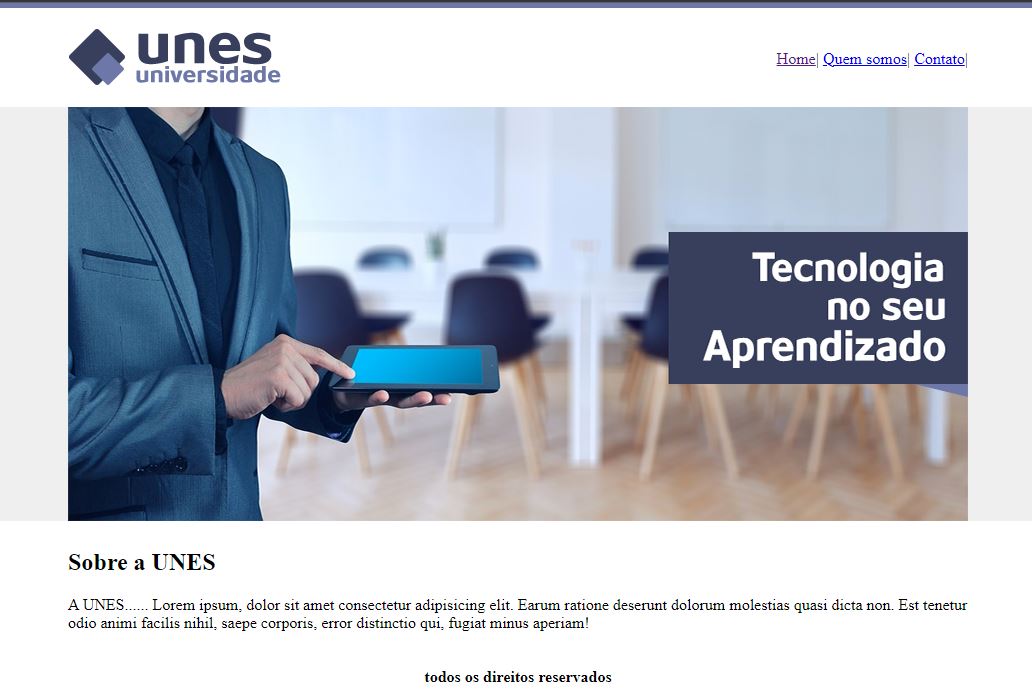 unes
universidade
Home| Quem somos| Contato|
Tecnologia
no seu
Aprendizado
Sobre a UNES
A UNES...... Lorem ipsum, dolor sit amet consectetur adipisicing elit. Earum ratione deserunt dolorum molestias quasi dicta non. Est tenetur
odio animi facilis nihil, saepe corporis, error distinctio qui, fugiat minus aperiam!
todos os direitos reservados